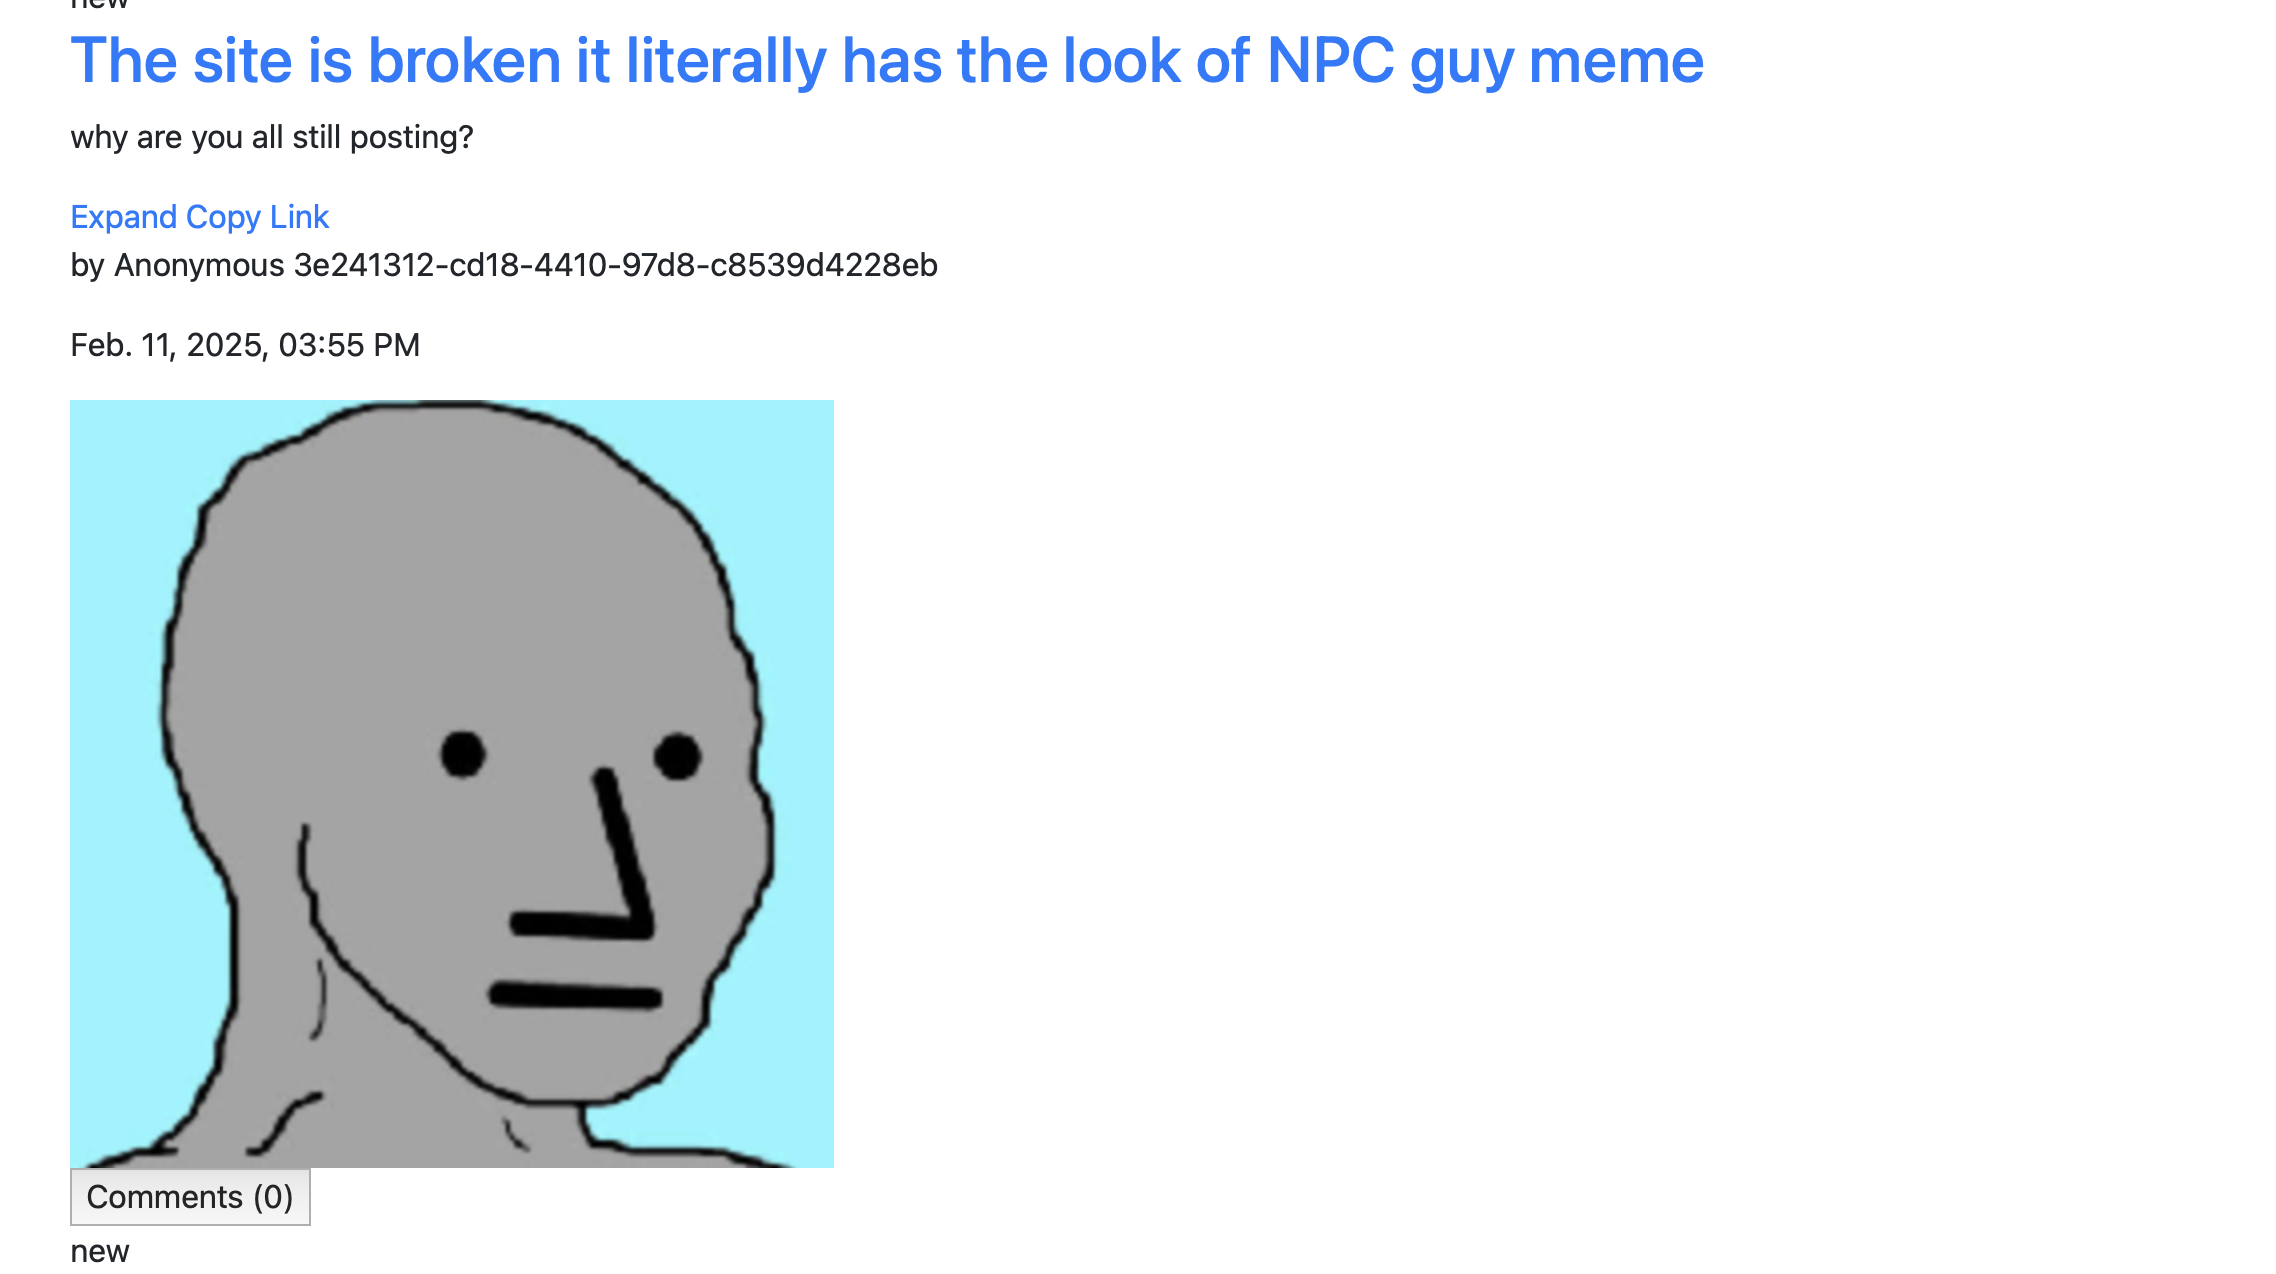 new
The site is broken it literally has the look of NPC guy meme
why are you all still posting?
Expand Copy Link
by Anonymous 3e241312-cd18-4410-97d8-c8539d4228eb
Feb. 11, 2025, 03:55 PM
Comments (0)
new